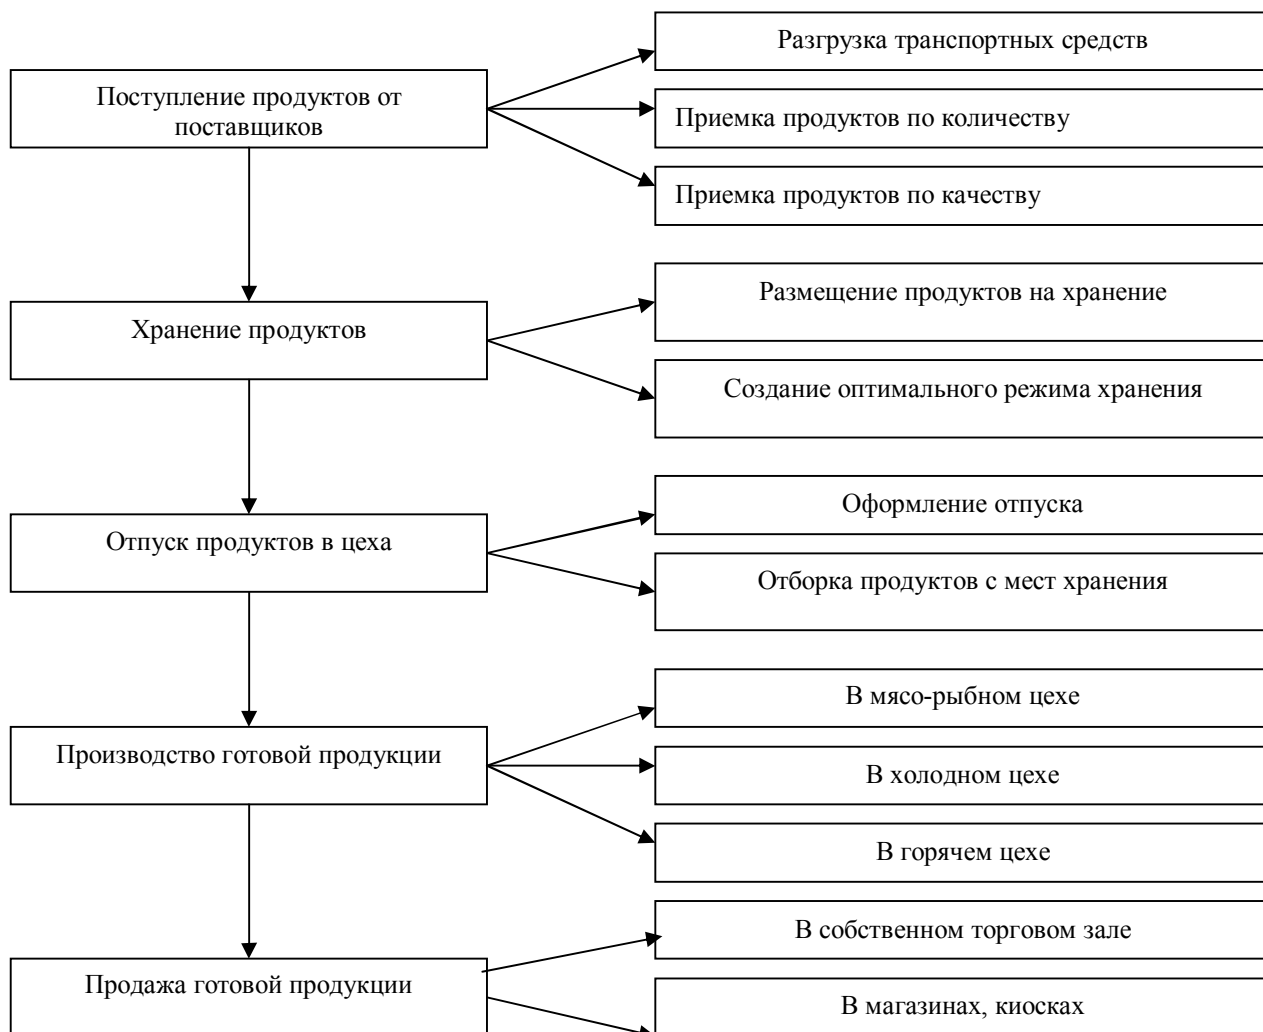 Разгрузка транспортных средств
Поступление продуктов от
поставщиков
Приемка продуктов по количеству
Приемка продуктов по качеству
Размещение продуктов на хранение
Хранение продуктов
Создание оптимального режима хранения
Оформление отпуска
Отпуск продуктов в цеха
Отборка продуктов с мест хранения
В мясо-рыбном цехе
Производство готовой продукции
В холодном цехе
В горячем цехе
В собственном торговом зале
Продажа готовой продукции
В магазинах, киосках